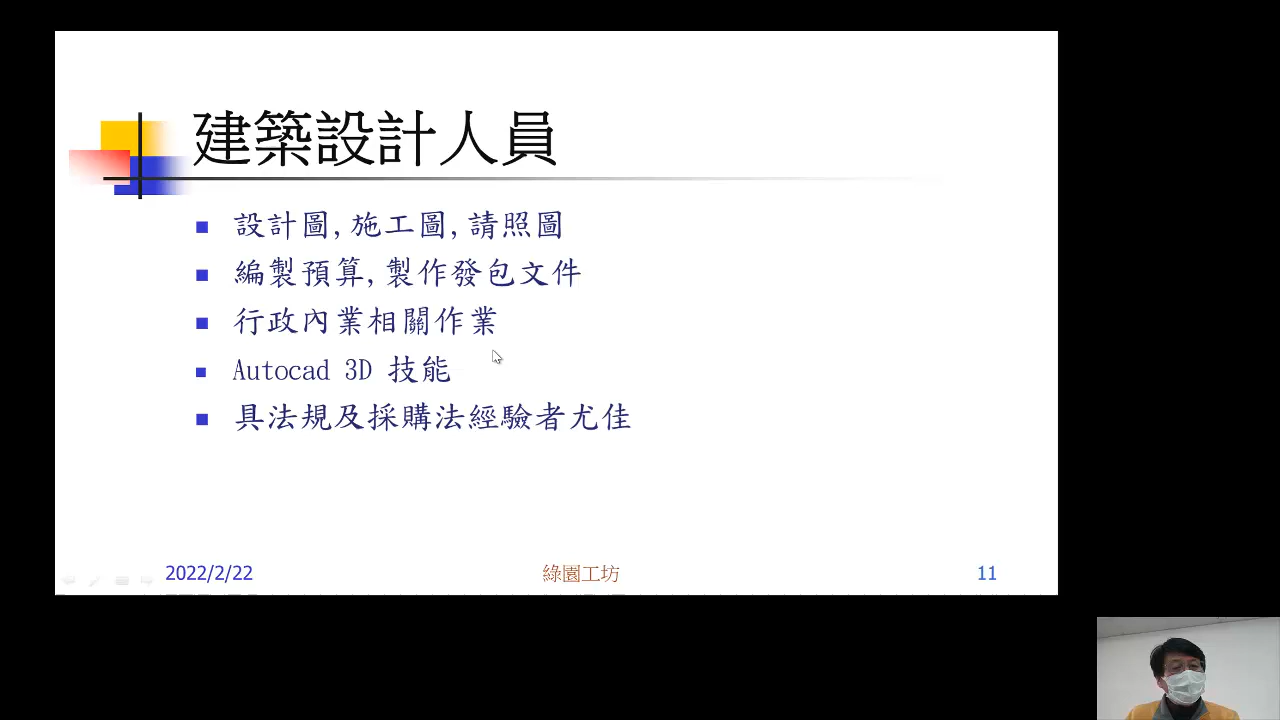 建築設計人員
設計圖,施工圖,請照圖
編製預算,製作發包文件
行政內業相關作業
Autocad 3D 技能
具法規及採購法經驗者尤佳
2022/2/22
綠園工坊
11